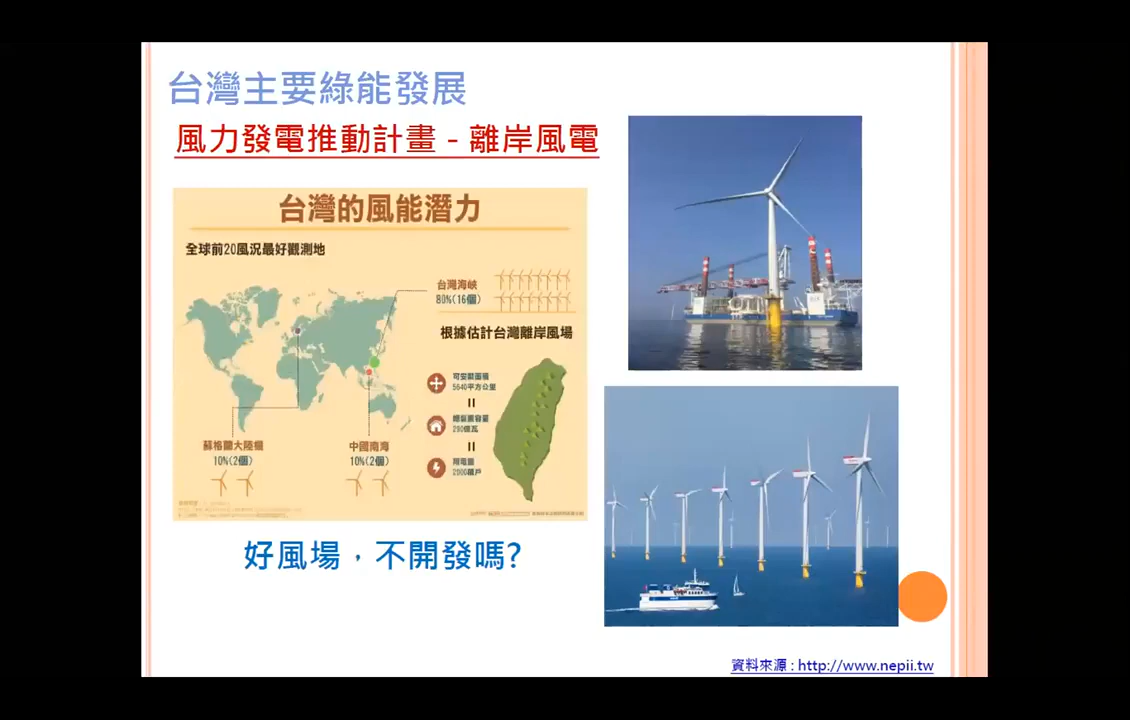 台灣主要綠能發展
風力發電推動計畫 - 離岸風電
台灣的風能潛力
全球前20風況最好觀測地
台灣海峽
80%(16個)
根據估計台灣離岸風場
可安裝面積
5640平方公里
總裝置容量
290億瓦
用電量
2000萬戶
蘇格蘭大陸棚
10%(2個)
中國南海
10%(2個)
好風場，不開發嗎?
資料來源 : http://www.nepii.tw